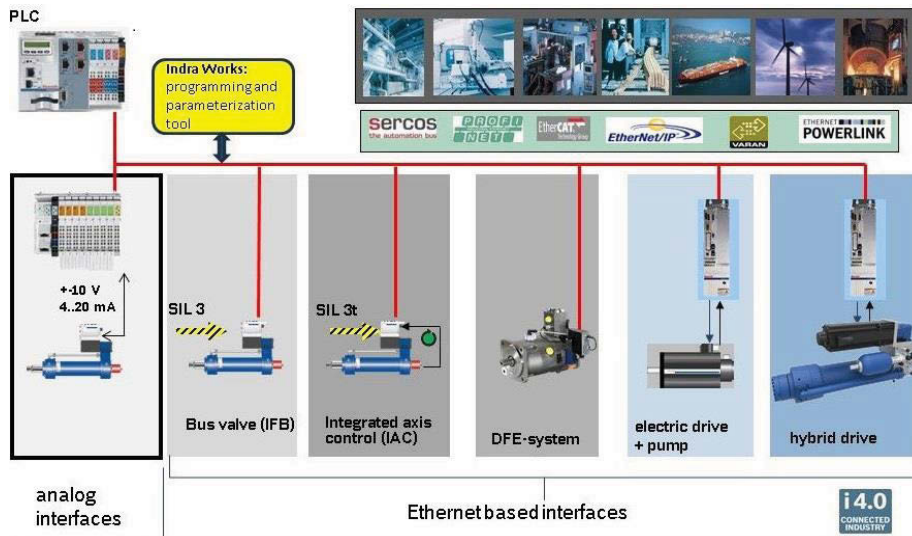 PLC
Indra Works:
programming and
parameterization
tool
sercos
the automation bus
PROFI
NET
EtherCAT
Technology Group
EtherNet/IP
VARAN
ETHERNET
POWERLINK
+-10 V
4..20 mA
SIL 3
SIL 3t
Bus valve (IFB)
Integrated axis
control (IAC)
DFE-system
electric drive
+ pump
hybrid drive
analog
interfaces
Ethernet based interfaces
i4.0
CONNECTED
INDUSTRY